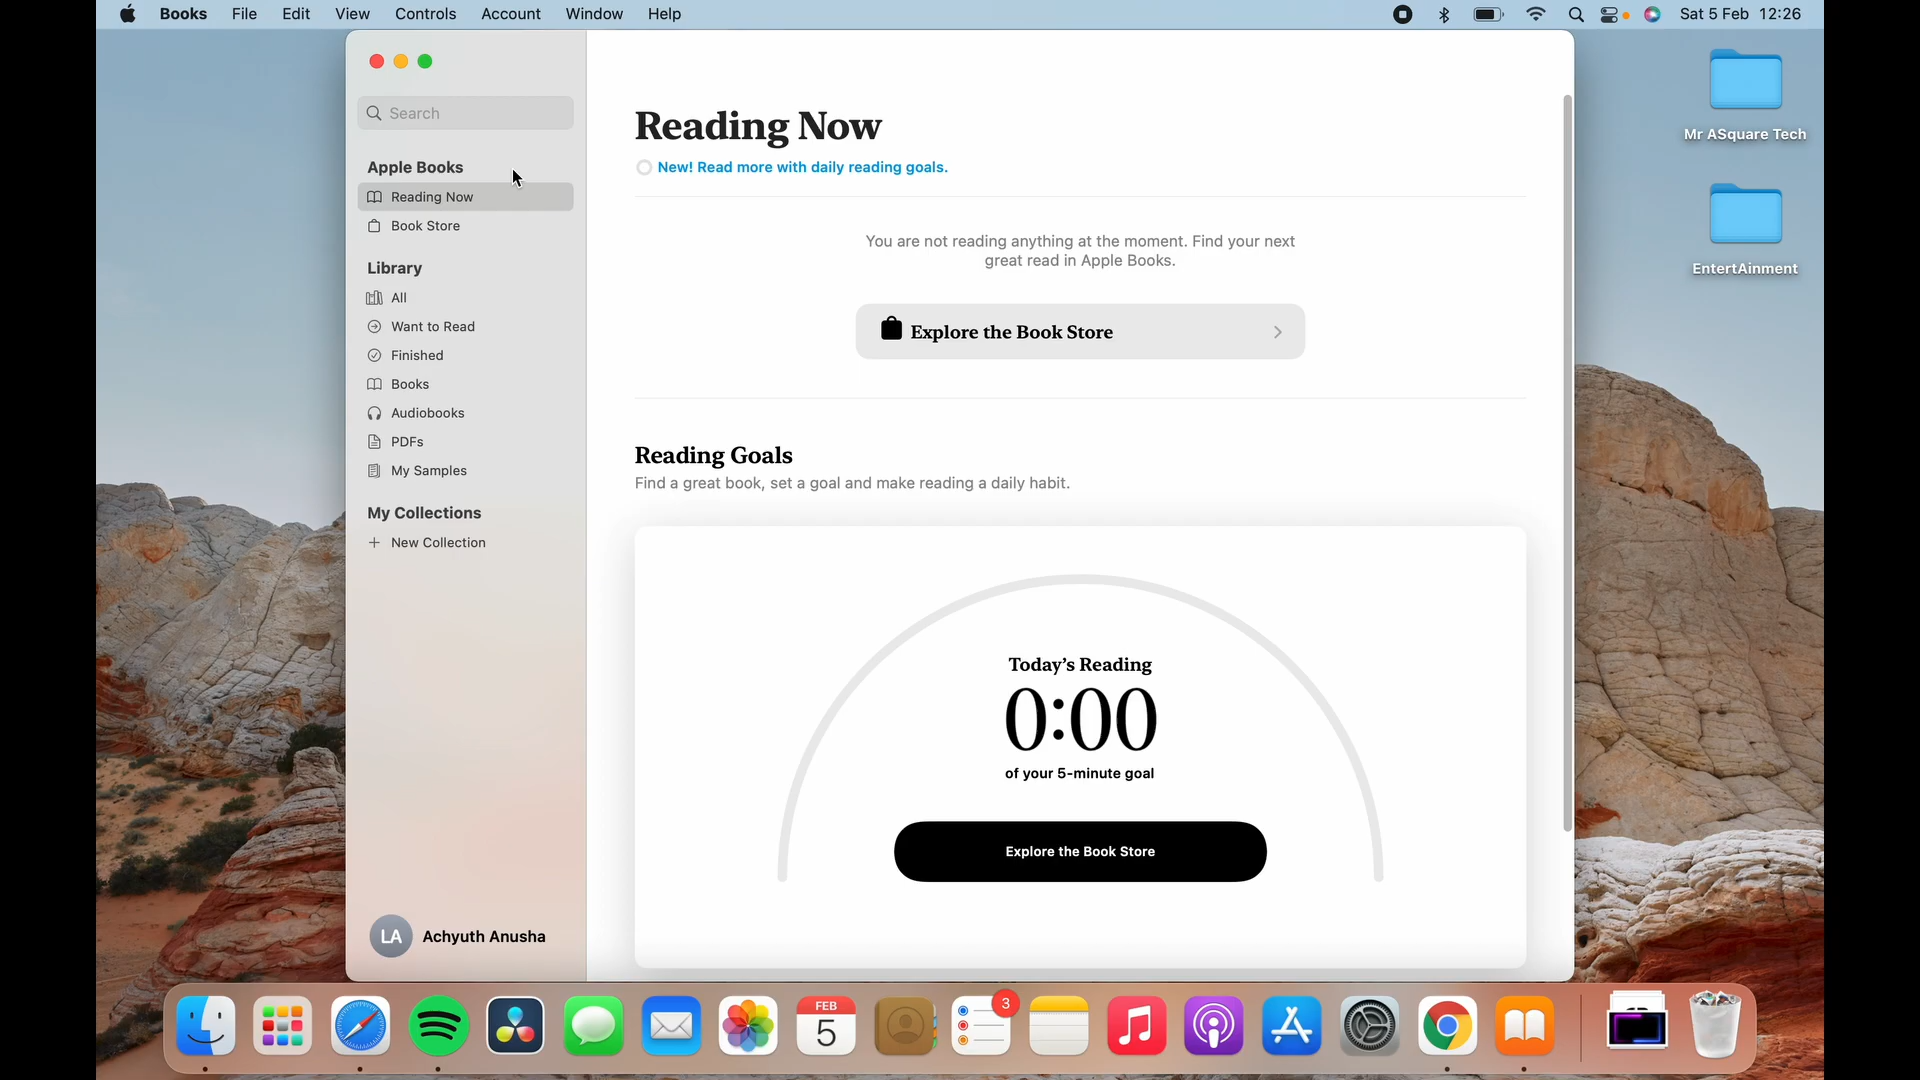 Books File Edit View Controls Account Window Help Sat 5 Feb 12:26
Search
Apple Books
Reading Now
Book Store
Library
All
Want to Read
Finished
Books
Audiobooks
PDFs
My Samples
My Collections
New Collection
LA Achyuth Anusha
Reading Now
New! Read more with daily reading goals.
You are not reading anything at the moment. Find your next
great read in Apple Books.
Explore the Book Store
Reading Goals
Find a great book, set a goal and make reading a daily habit.
Today's Reading
0:00
of your 5-minute goal
Explore the Book Store
Mr ASquare Tech
EntertAinment
FEB
5
3